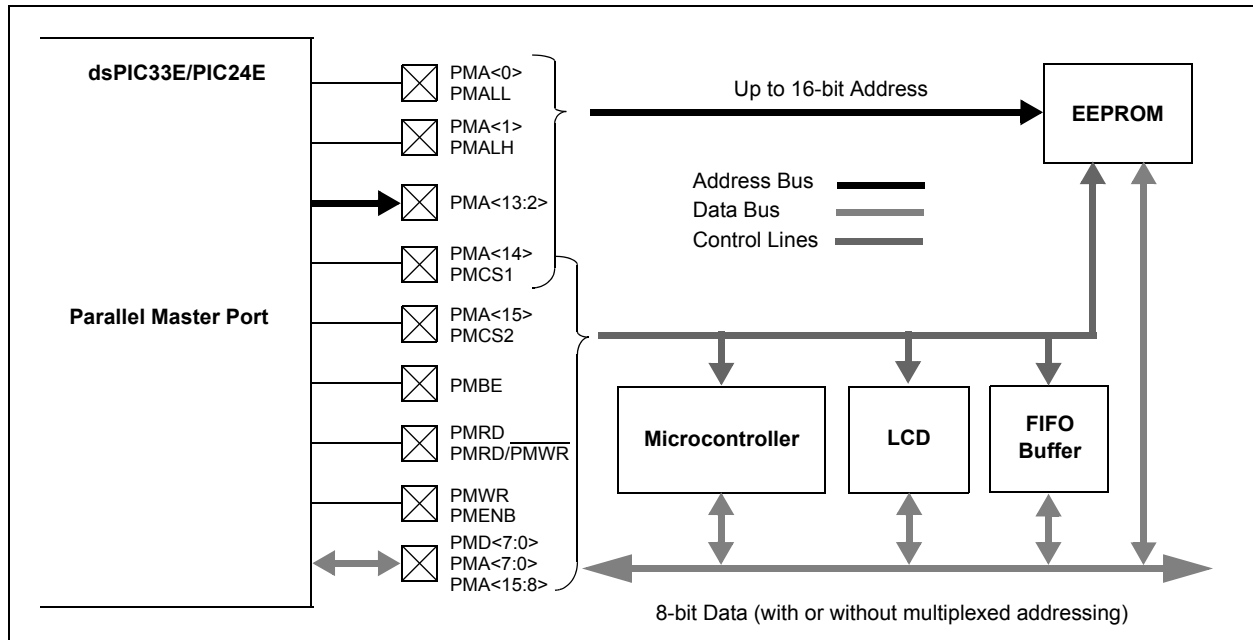 dsPIC33E/PIC24E
Parallel Master Port
PMA<0>
PMALL
PMA<1>
PMALH
PMA<13:2>
PMA<14>
PMCS1
PMA<15>
PMCS2
PMBE
PMRD
PMRD/PMWR
PMWR
PMENB
PMD<7:0>
PMA<7:0>
PMA<15:8>
Up to 16-bit Address
EEPROM
Address Bus
Data Bus
Control Lines
Microcontroller
LCD
FIFO
Buffer
8-bit Data (with or without multiplexed addressing)